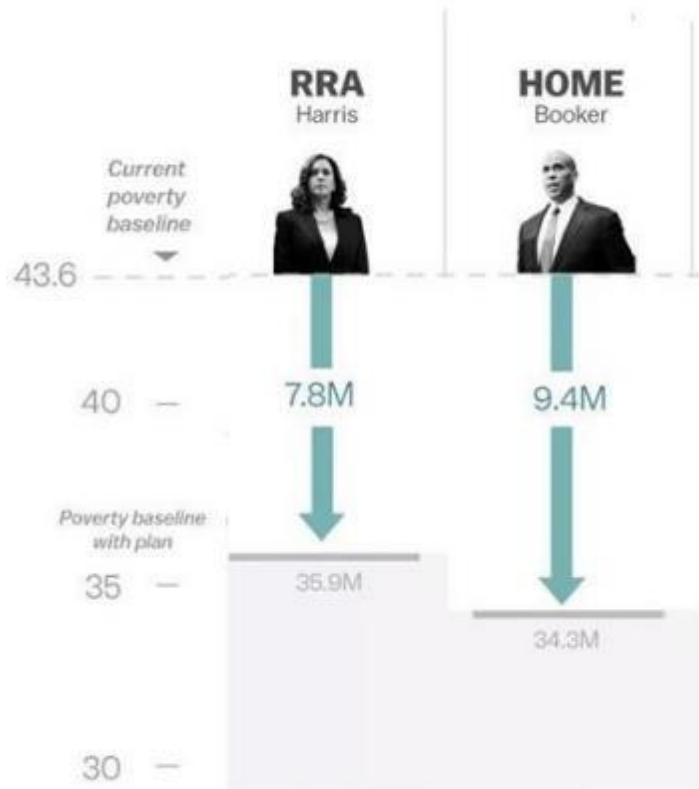 RRA
Harris
HOME
Booker
Current
poverty
baseline
43.6
7.8M
9.4M
40
Poverty baseline
with plan
35
35.9M
34.3M
30